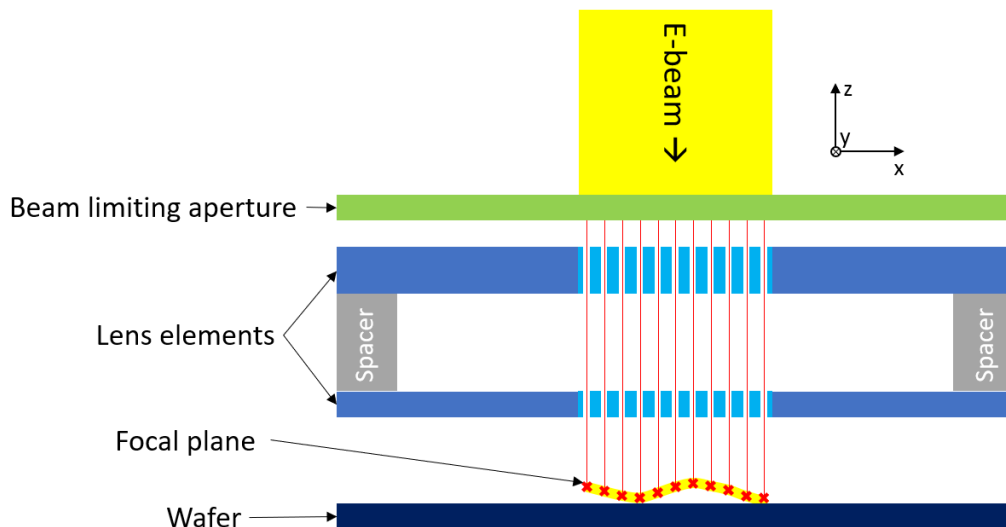 E-beam →
z
y
x
Beam limiting aperture
Lens elements
Spacer
Spacer
Focal plane
Wafer